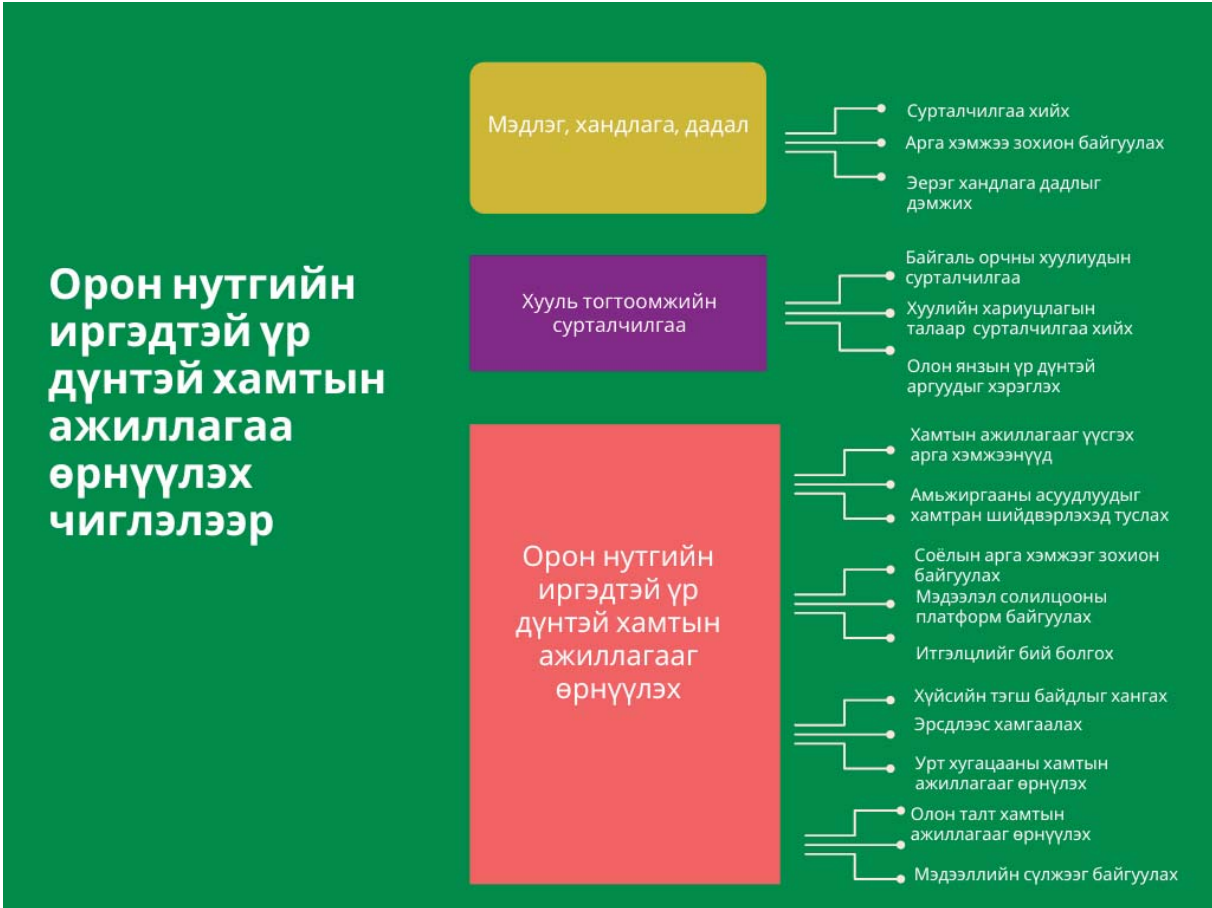 Орон нутгийн
иргэдтэй үр
дүнтэй хамтын
ажиллагаа
өрнүүлэх
чиглэлээр
Мэдлэг, хандлага, дадал
Сурталчилгаа хийх
Арга хэмжээ зохион байгуулах
Эерэг хандлага дадлыг
дэмжих
Хууль тогтоомжийн
сурталчилгаа
Байгаль орчны хуулиудын
сурталчилгаа
Хуулийн хариуцлагын
талаар сурталчилгаа хийх
Олон янзын үр дүнтэй
аргуудыг хэрэглэх
Орон нутгийн
иргэдтэй үр
дүнтэй хамтын
ажиллагааг
өрнүүлэх
Хамтын ажиллагааг үүсгэх
арга хэмжээнүүд
Амьжиргааны асуудлуудыг
хамтран шийдвэрлэхэд туслах
Соёлын арга хэмжээг зохион
байгуулах
Мэдээлэл солилцооны
платформ байгуулах
Итгэлцлийг бий болгох
Хүйсийн тэгш байдлыг хангах
Эрсдлээс хамгаалах
Урт хугацааны хамтын
ажиллагааг өрнүлэх
Олон талт хамтын
ажиллагааг өрнүүлэх
Мэдээллийн сүлжээг байгуулах